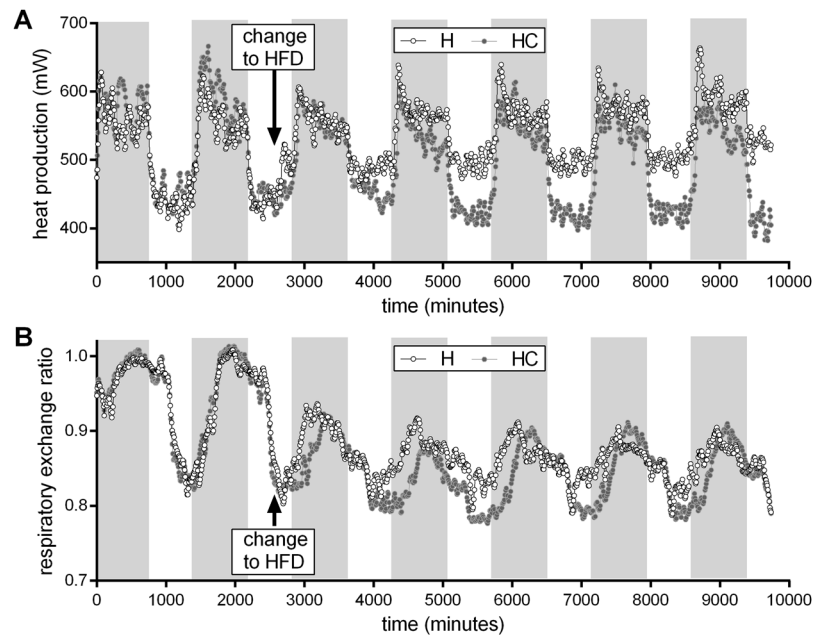 A
heat production (mW)
700
600
500
400
change
to HFD
H HC
0 1000 2000 3000 4000 5000 6000 7000 8000 9000 10000
time (minutes)
B
respiratory exchange ratio
1.0
0.9
0.8
0.7
H HC
change
to HFD
0 1000 2000 3000 4000 5000 6000 7000 8000 9000 10000
time (minutes)